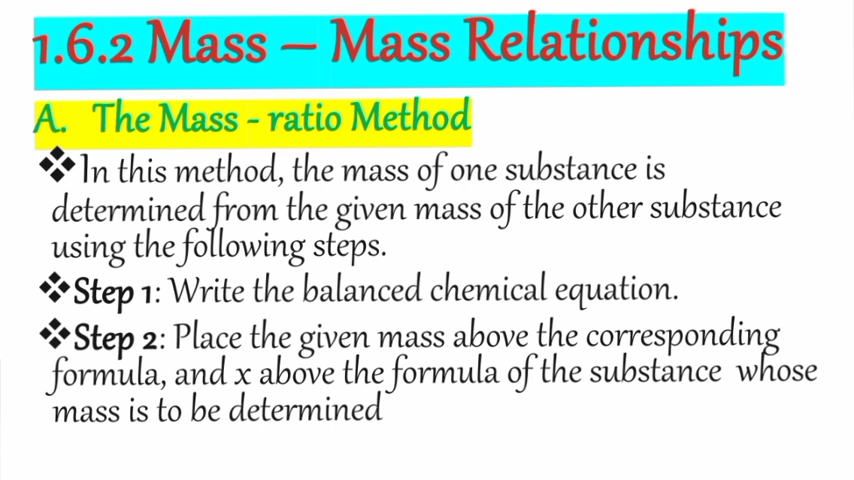 1.6.2 Mass – Mass Relationships
A. The Mass - ratio Method
❖In this method, the mass of one substance is
determined from the given mass of the other substance
using the following steps.
❖Step 1: Write the balanced chemical equation.
❖Step 2: Place the given mass above the corresponding
formula, and x above the formula of the substance whose
mass is to be determined